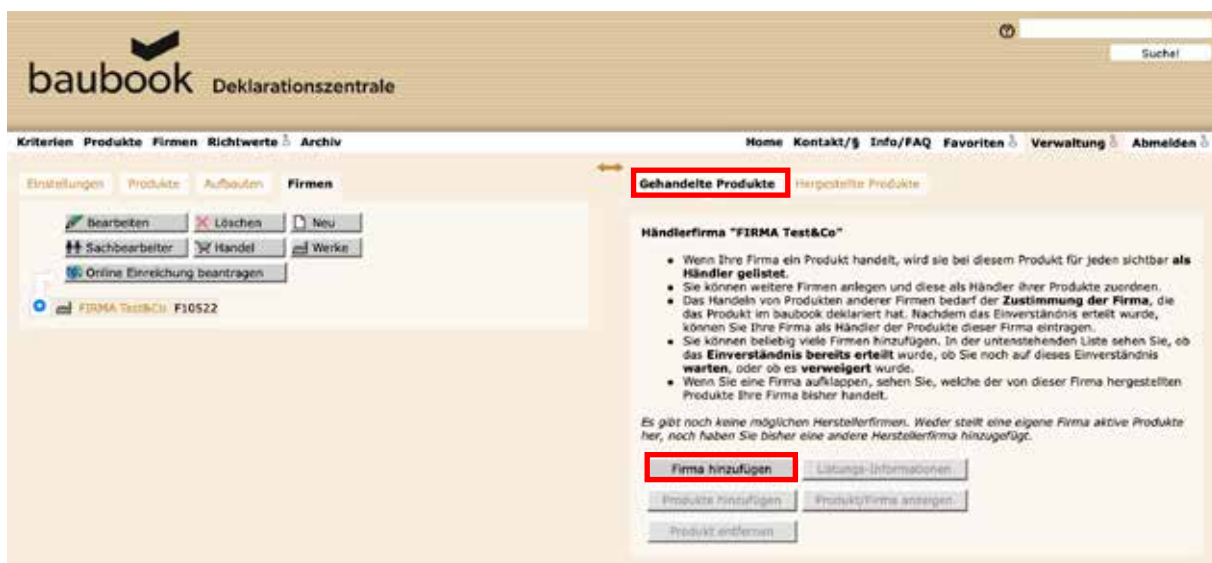 Suche!
baubook Deklarationszentrale
Kriterien Produkte Firmen Richtwerte Archiv
Home Kontakt/§ Info/FAQ Favoriten Verwaltung Abmelden
Einstellungen Produkte Aufbauten Firmen
Bearbeiten Löschen Neu
Sachbearbeiter Handel Werke
Online Einreichung beantragen
FIRMA Test&Co F10522
Gehandelte Produkte Hergestellte Produkte
Händlerfirma "FIRMA Test&Co"
• Wenn Ihre Firma ein Produkt handelt, wird sie bei diesem Produkt für jeden sichtbar als
Händler gelistet.
• Sie können weitere Firmen anlegen und diese als Händler ihrer Produkte zuordnen.
• Das Handeln von Produkten anderer Firmen bedarf der Zustimmung der Firma, die
das Produkt im baubook deklariert hat. Nachdem das Einverständnis erteilt wurde,
können Sie Ihre Firma als Händler der Produkte dieser Firma eintragen.
• Sie können beliebig viele Firmen hinzufügen. In der untenstehenden Liste sehen Sie, ob
das Einverständnis bereits erteilt wurde, ob Sie noch auf dieses Einverständnis
warten, oder ob es verweigert wurde.
• Wenn Sie eine Firma aufklappen, sehen Sie, welche der von dieser Firma hergestellten
Produkte Ihre Firma bisher handelt.
Es gibt noch keine möglichen Herstellerfirmen. Weder stellt eine eigene Firma aktive Produkte
her, noch haben Sie bisher eine andere Herstellerfirma hinzugefügt.
Firma hinzufügen Listungs-Informationen
Produkte hinzufügen Produkt/Firma anzeigen
Produkt entfernen